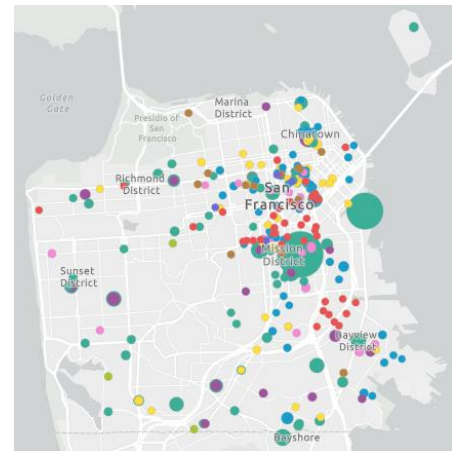 Golden
Gate
Marina
District
Presidio of
San
Francisco
Chinatown
Richmond
District
San
Francisco
Mission
District
Sunset
District
Bayview
District
Bayshore